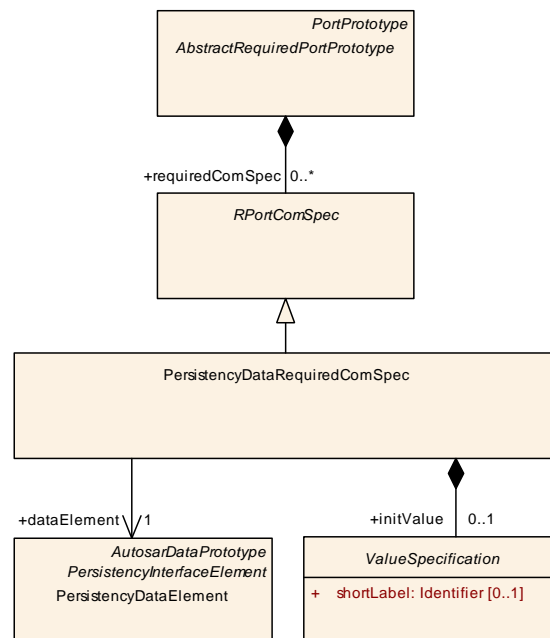 PortPrototype
AbstractRequiredPortPrototype
+requiredComSpec 0..*
RPortComSpec
PersistencyDataRequiredComSpec
+dataElement 1
+initValue 0..1
AutosarDataPrototype
PersistencyInterfaceElement
PersistencyDataElement
ValueSpecification
+ shortLabel: Identifier [0..1]